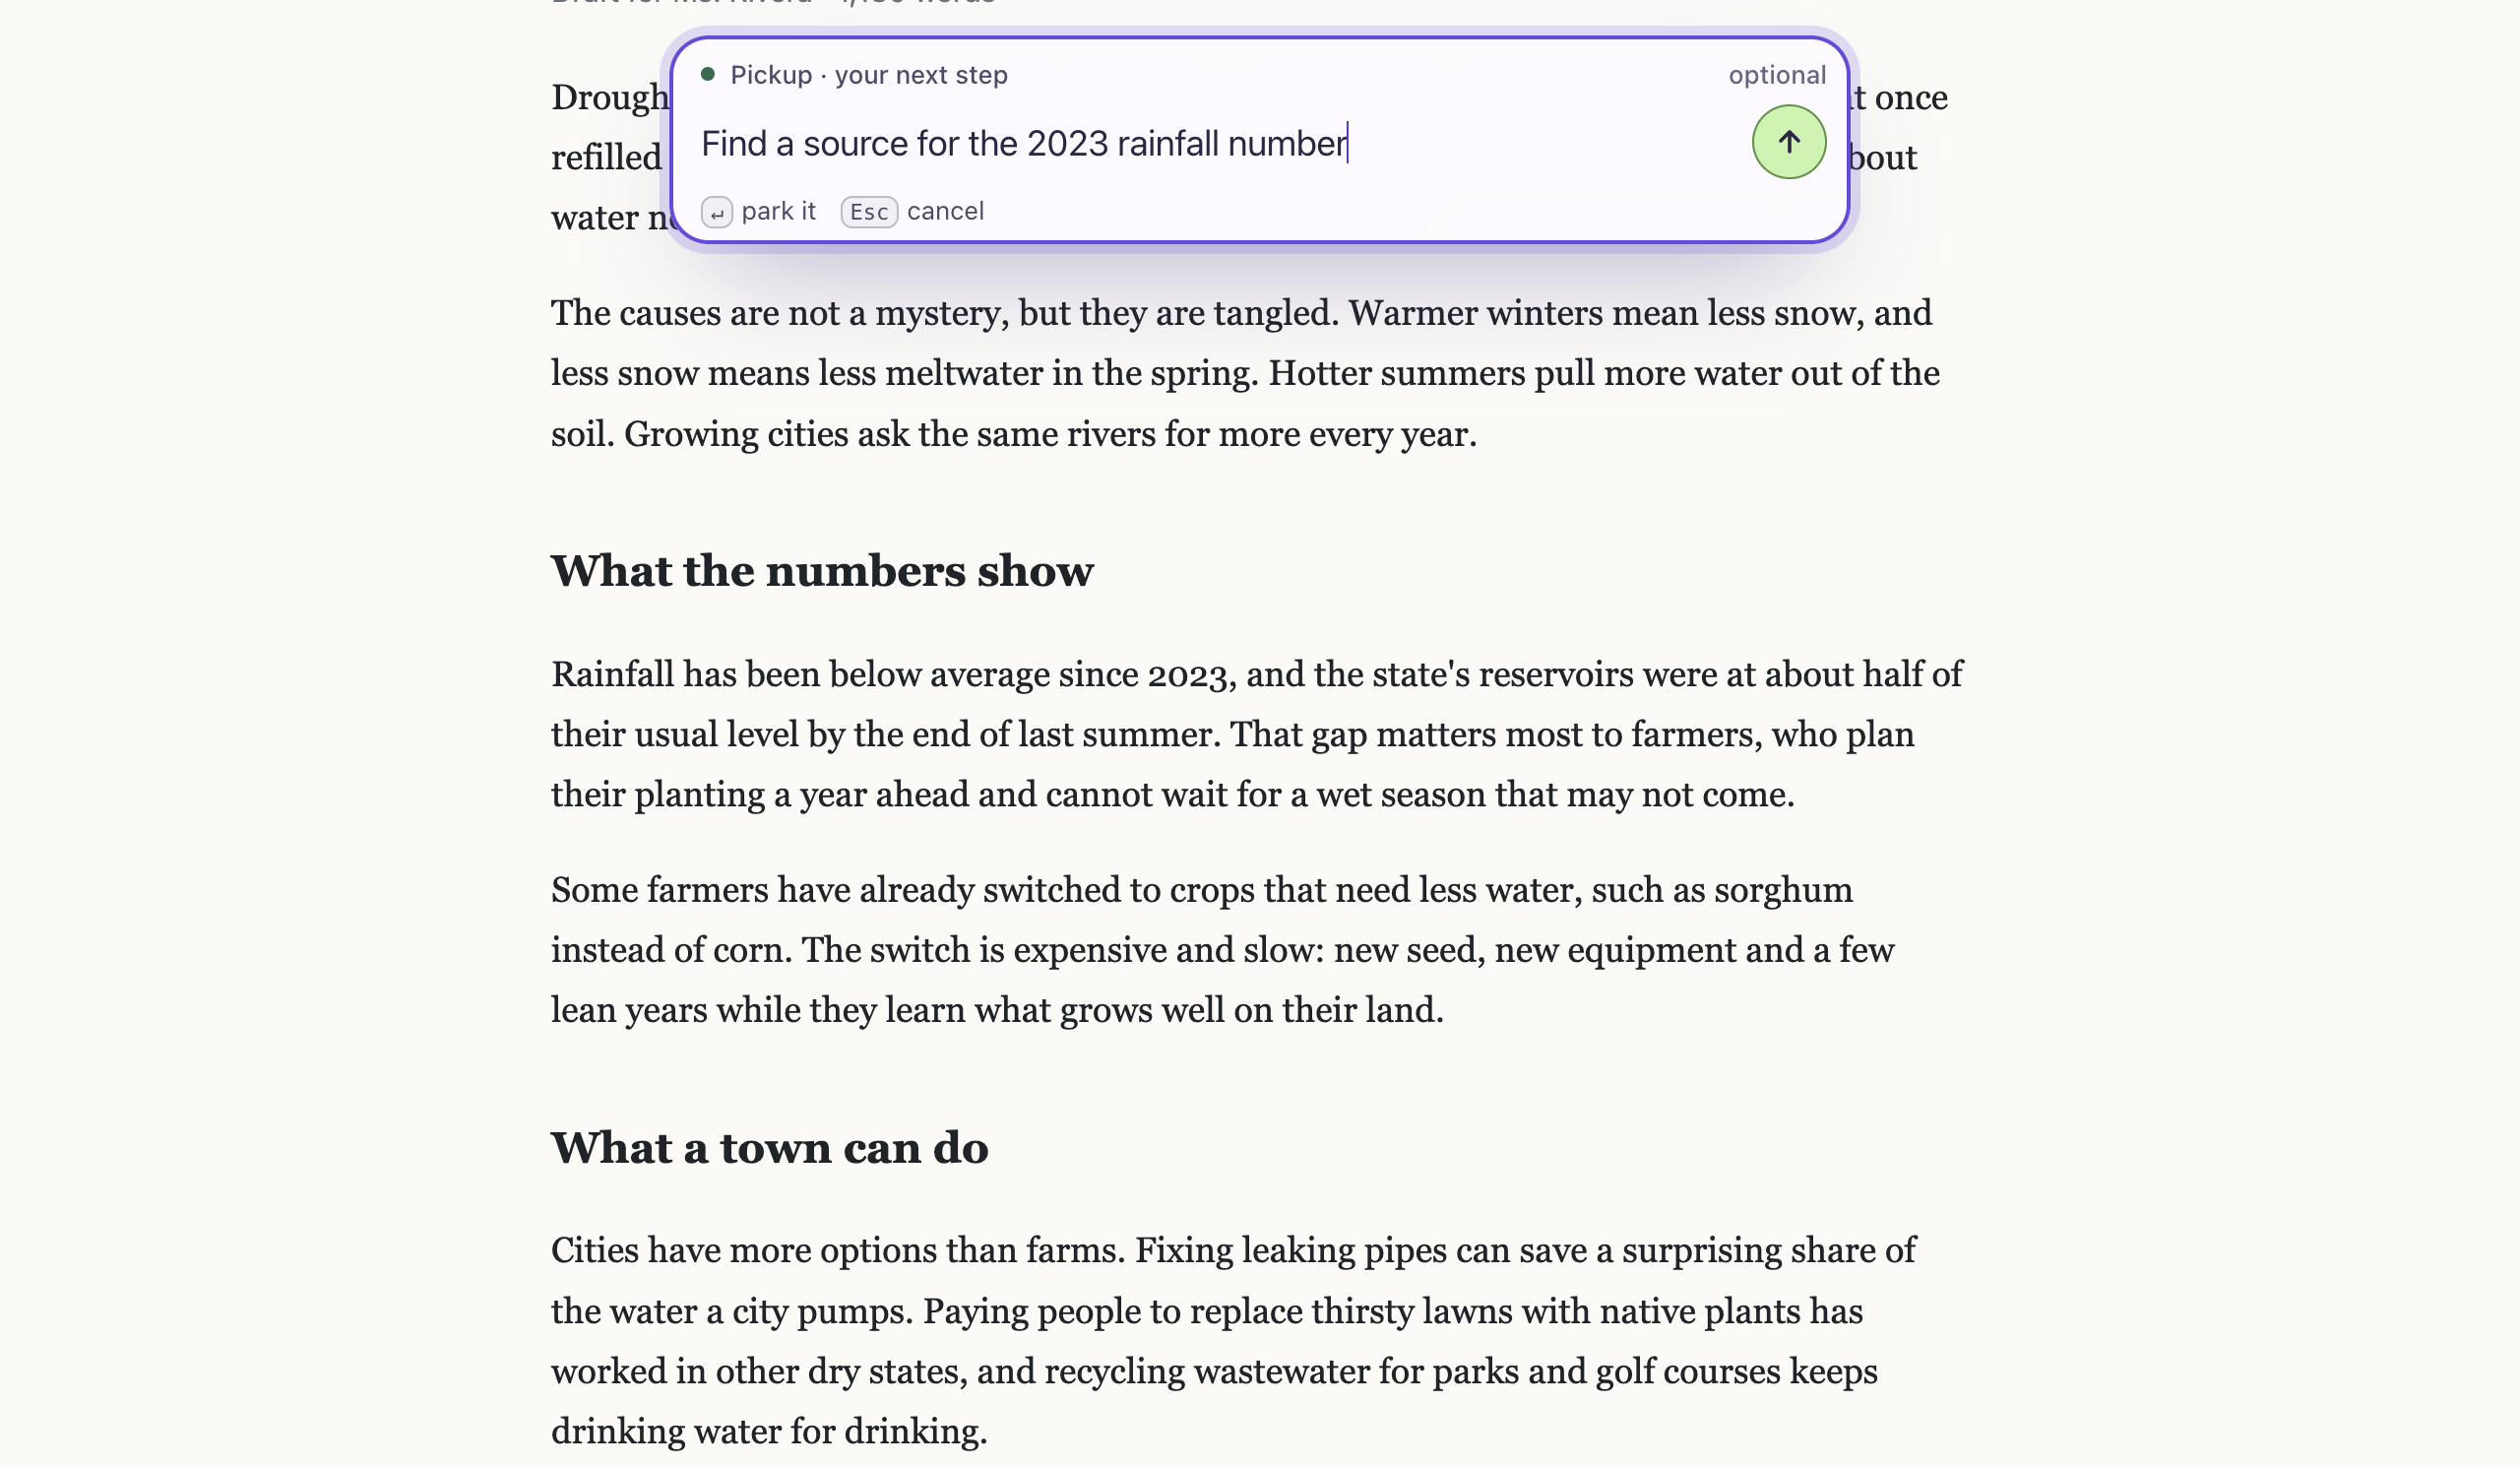 Pickup · your next step
optional
Find a source for the 2023 rainfall number
↵ park it Esc cancel
once
refilled
water
The causes are not a mystery, but they are tangled. Warmer winters mean less snow, and
less snow means less meltwater in the spring. Hotter summers pull more water out of the
soil. Growing cities ask the same rivers for more every year.
What the numbers show
Rainfall has been below average since 2023, and the state's reservoirs were at about half of
their usual level by the end of last summer. That gap matters most to farmers, who plan
their planting a year ahead and cannot wait for a wet season that may not come.
Some farmers have already switched to crops that need less water, such as sorghum
instead of corn. The switch is expensive and slow: new seed, new equipment and a few
lean years while they learn what grows well on their land.
What a town can do
Cities have more options than farms. Fixing leaking pipes can save a surprising share of
the water a city pumps. Paying people to replace thirsty lawns with native plants has
worked in other dry states, and recycling wastewater for parks and golf courses keeps
drinking water for drinking.